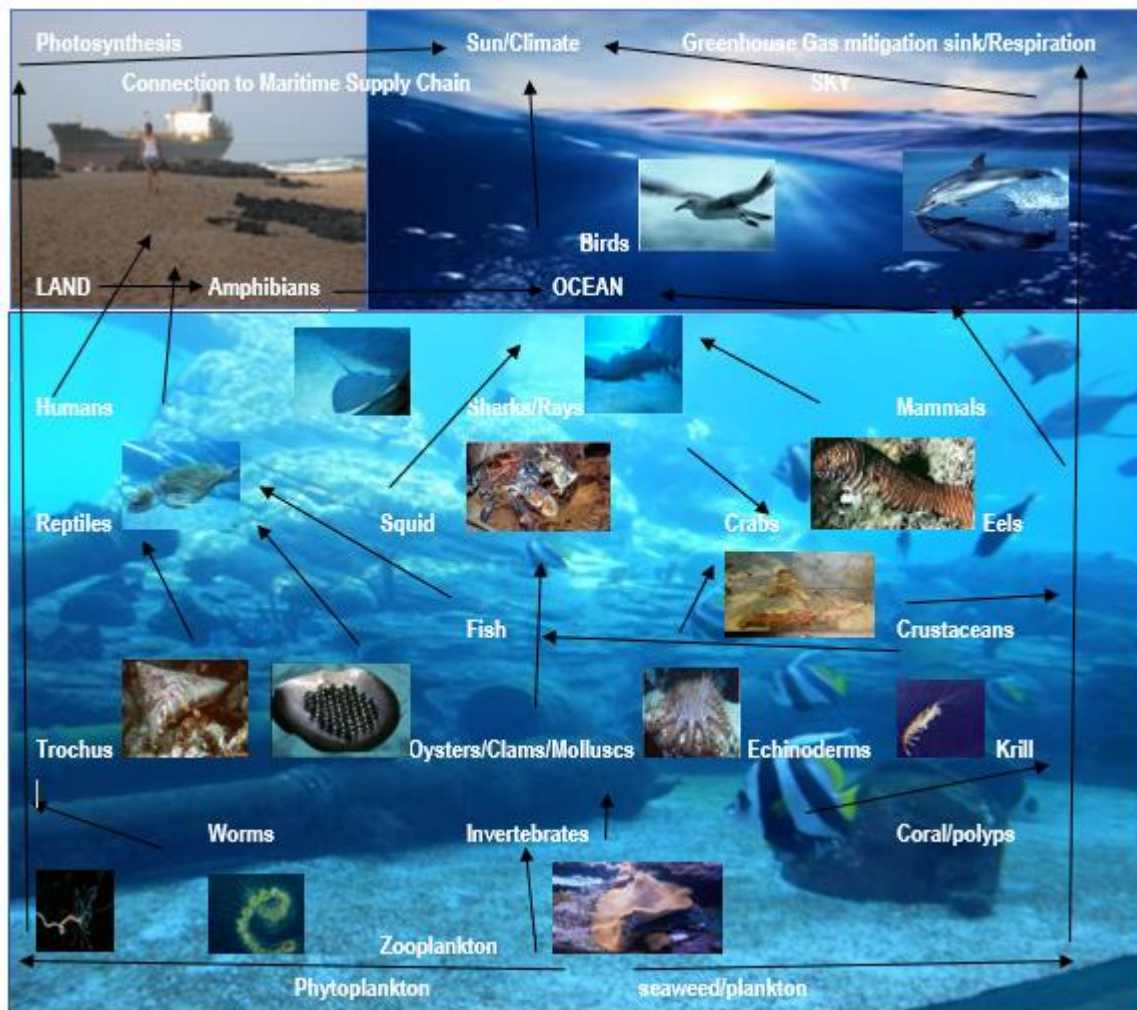 Photosynthesis Sun/Climate Greenhouse Gas mitigation sink/Respiration
Connection to Maritime Supply Chain SKY
Birds
LAND Amphibians OCEAN
Humans Sharks/Rays Mammals
Reptiles Squid Crabs Eels
Fish Crustaceans
Trochus Oysters/Clams/Molluscs Echinoderms Krill
Worms Invertebrates Coral/polyps
Zooplankton
Phytoplankton seaweed/plankton